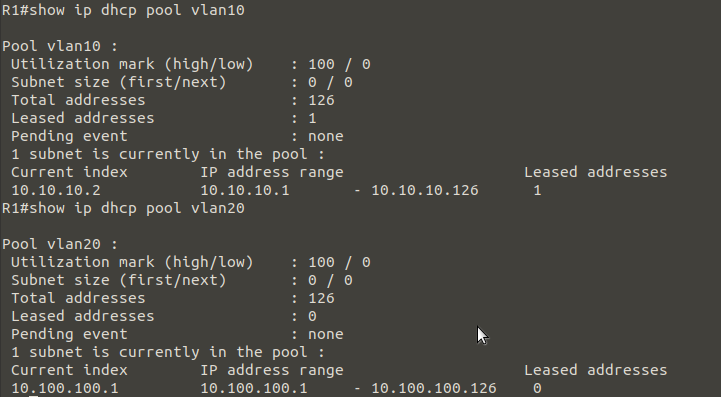 R1#show ip dhcp pool vlan10
Pool vlan10 :
Utilization mark (high/low) : 100 / 0
Subnet size (first/next) : 0 / 0
Total addresses : 126
Leased addresses : 1
Pending event : none
1 subnet is currently in the pool :
Current index IP address range Leased addresses
10.10.10.2 10.10.10.1 - 10.10.10.126 1
R1#show ip dhcp pool vlan20
Pool vlan20 :
Utilization mark (high/low) : 100 / 0
Subnet size (first/next) : 0 / 0
Total addresses : 126
Leased addresses : 0
Pending event : none
1 subnet is currently in the pool :
Current index IP address range Leased addresses
10.100.100.1 10.100.100.1 - 10.100.100.126 0